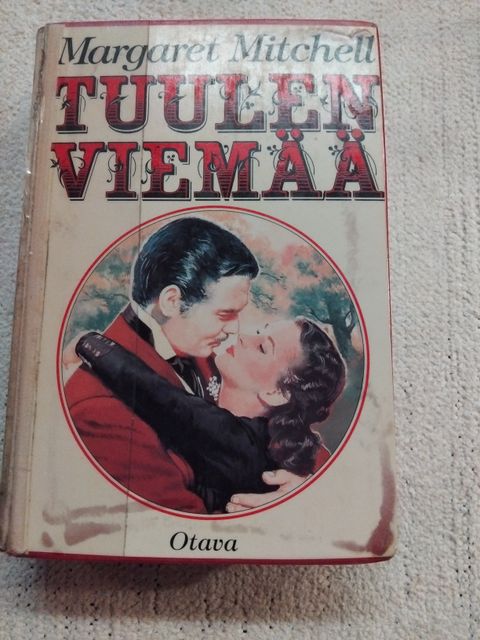 Margaret Mitchell
TUULEN
VIEMÄÄ
Otava